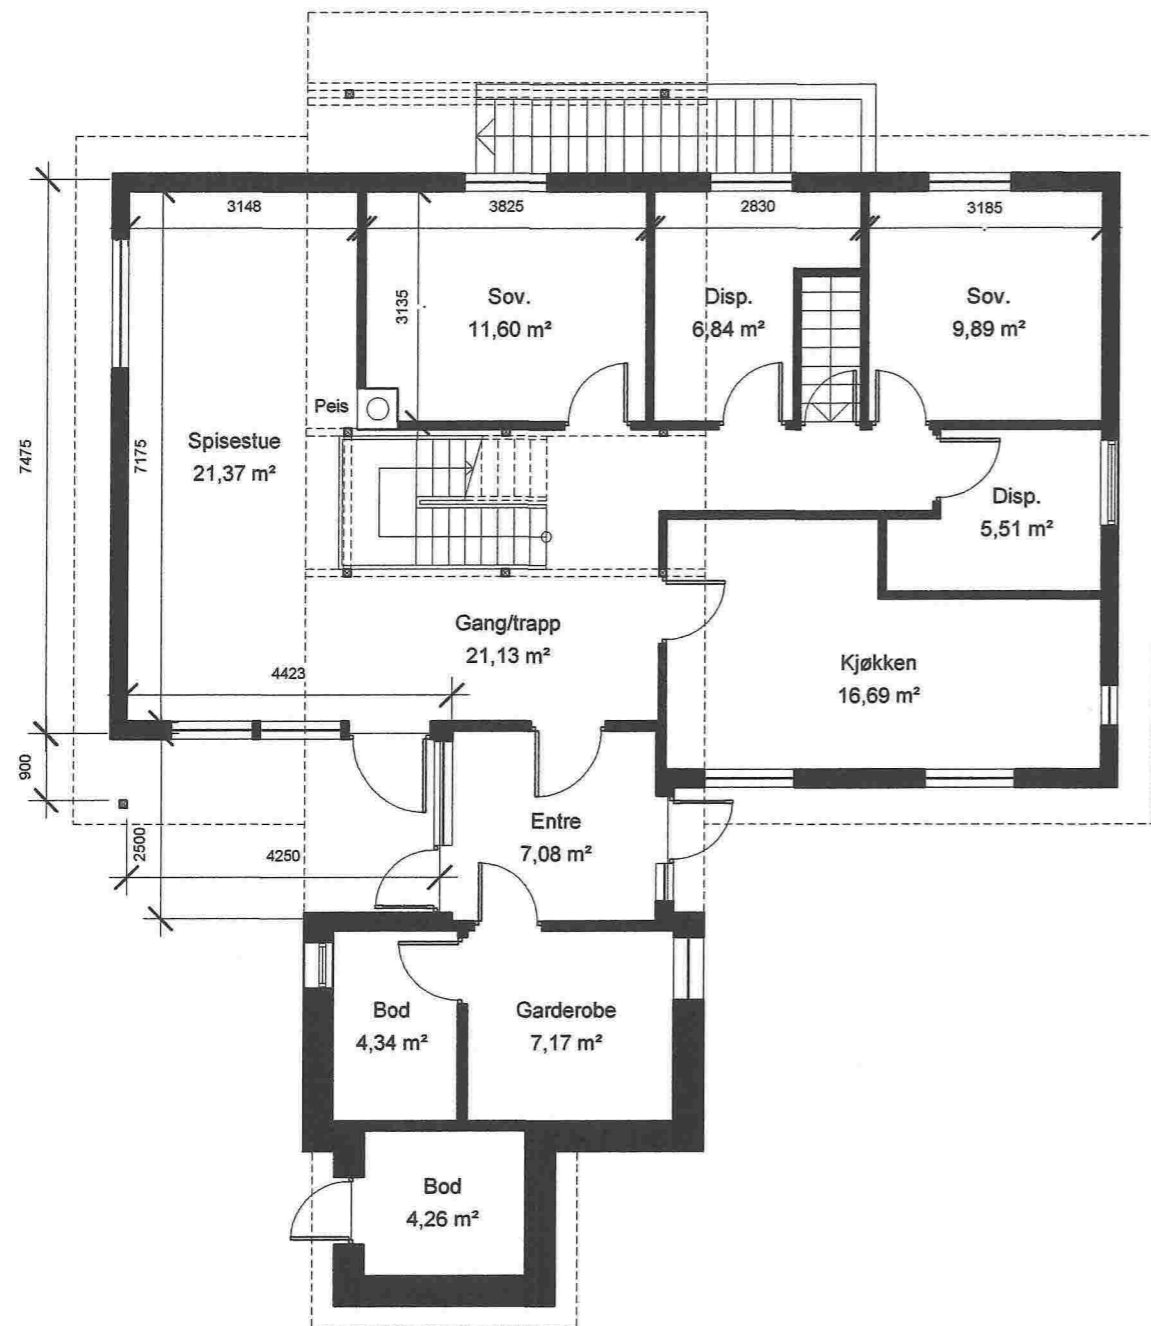 3148
3825
2830
3185
3135
Sov.
11,60 m²
Disp.
6,84 m²
Sov.
9,89 m²
Peis
7475
7175
Spisestue
21,37 m²
Disp.
5,51 m²
Gang/trapp
21,13 m²
Kjøkken
16,69 m²
4423
900
2500
4250
Entre
7,08 m²
Bod
4,34 m²
Garderobe
7,17 m²
Bod
4,26 m²